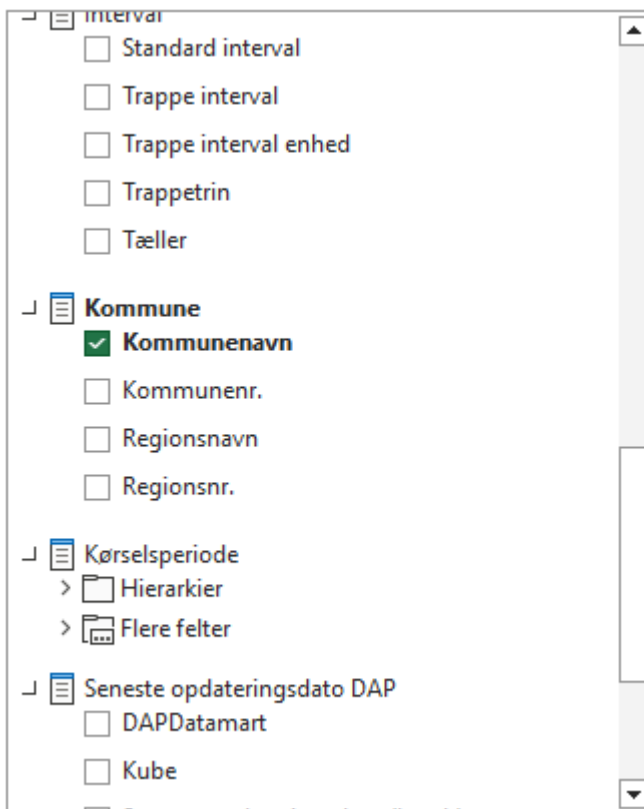 Interval
Standard interval
Trappe interval
Trappe interval enhed
Trappetrin
Tæller
Kommune
Kommunenavn
Kommunenr.
Regionsnavn
Regionsnr.
Kørselsperiode
Hierarkier
Flere felter
Seneste opdateringsdato DAP
DAPDatamart
Kube